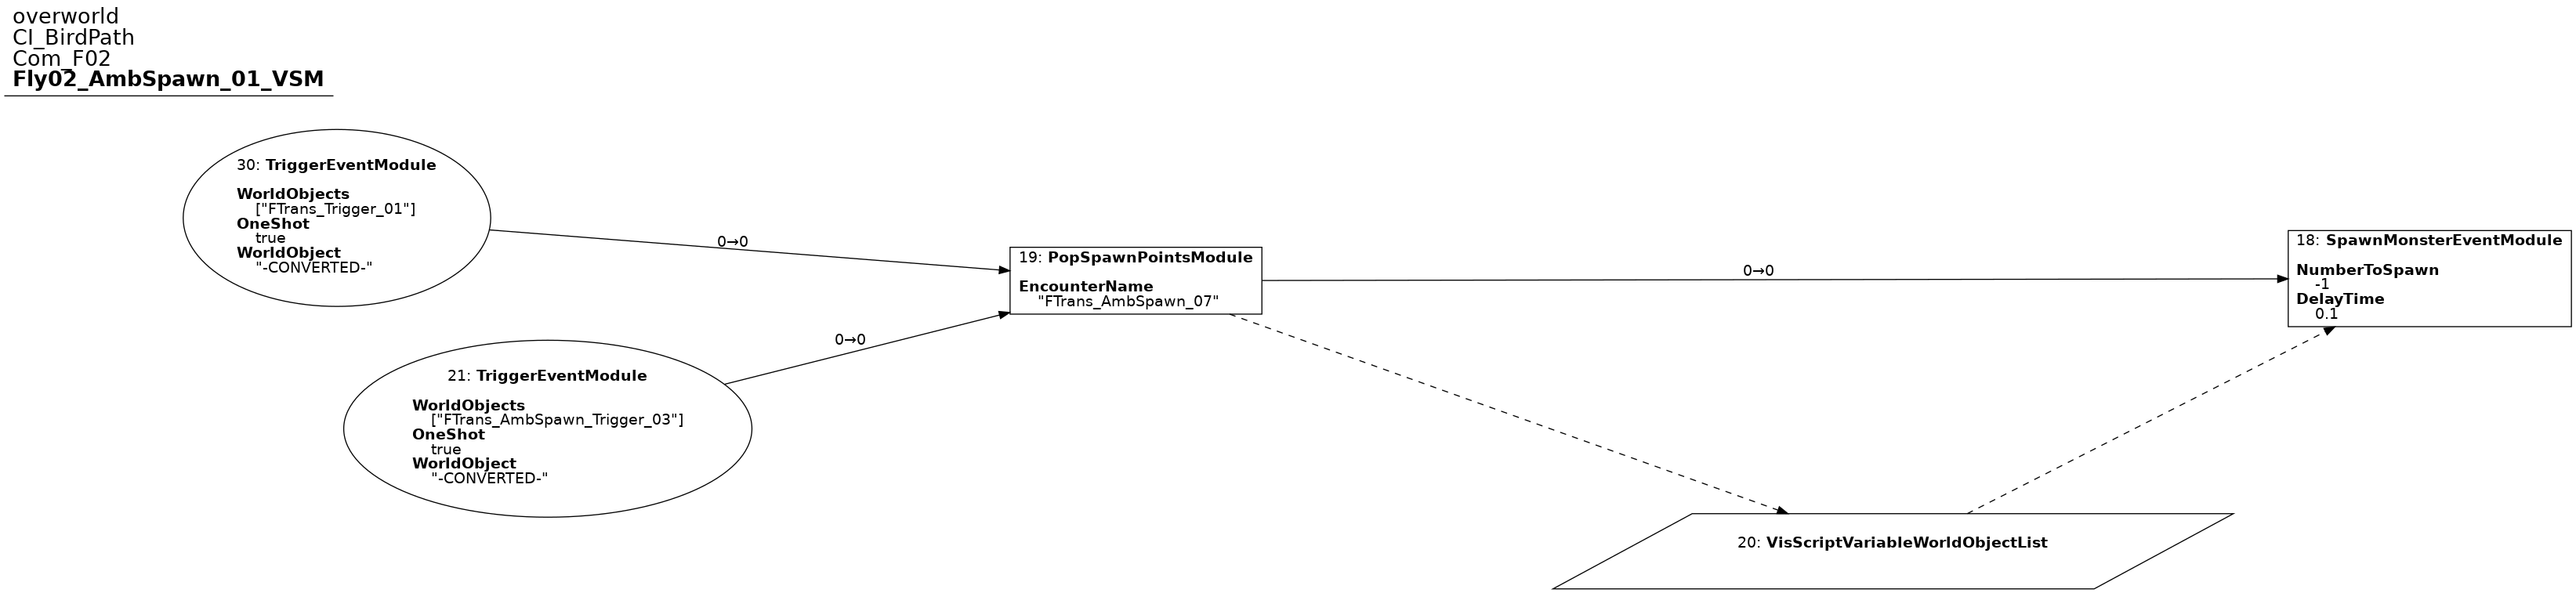 overworld
CI_BirdPath
Com_F02
Fly02_AmbSpawn_01_VSM
30: TriggerEventModule
WorldObjects
["FTrans_Trigger_01"]
OneShot
true
WorldObject
"-CONVERTED-"
0→0
21: TriggerEventModule
WorldObjects
["FTrans_AmbSpawn_Trigger_03"]
OneShot
true
WorldObject
"-CONVERTED-"
0→0
19: PopSpawnPointsModule
EncounterName
"FTrans_AmbSpawn_07"
0→0
18: SpawnMonsterEventModule
NumberToSpawn
-1
DelayTime
0.1
20: VisScriptVariableWorldObjectList